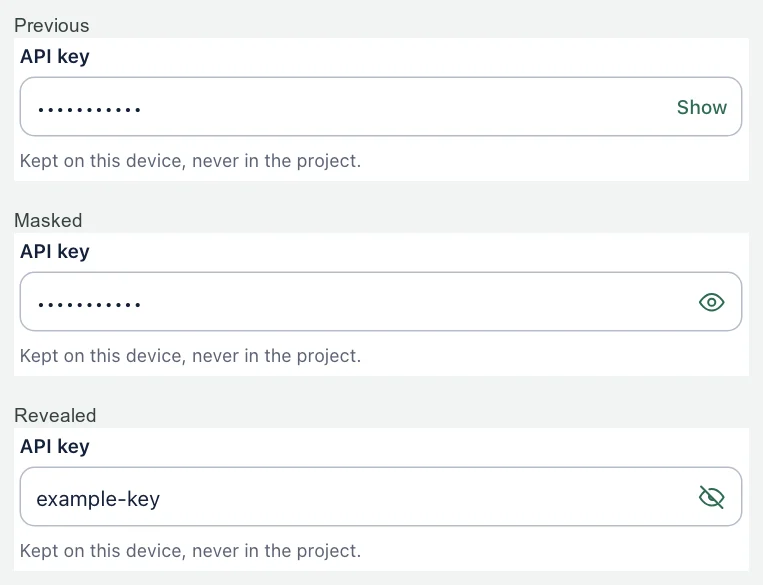 Previous
API key
•••••••••••
Show
Kept on this device, never in the project.
Masked
API key
•••••••••••
Kept on this device, never in the project.
Revealed
API key
example-key
Kept on this device, never in the project.